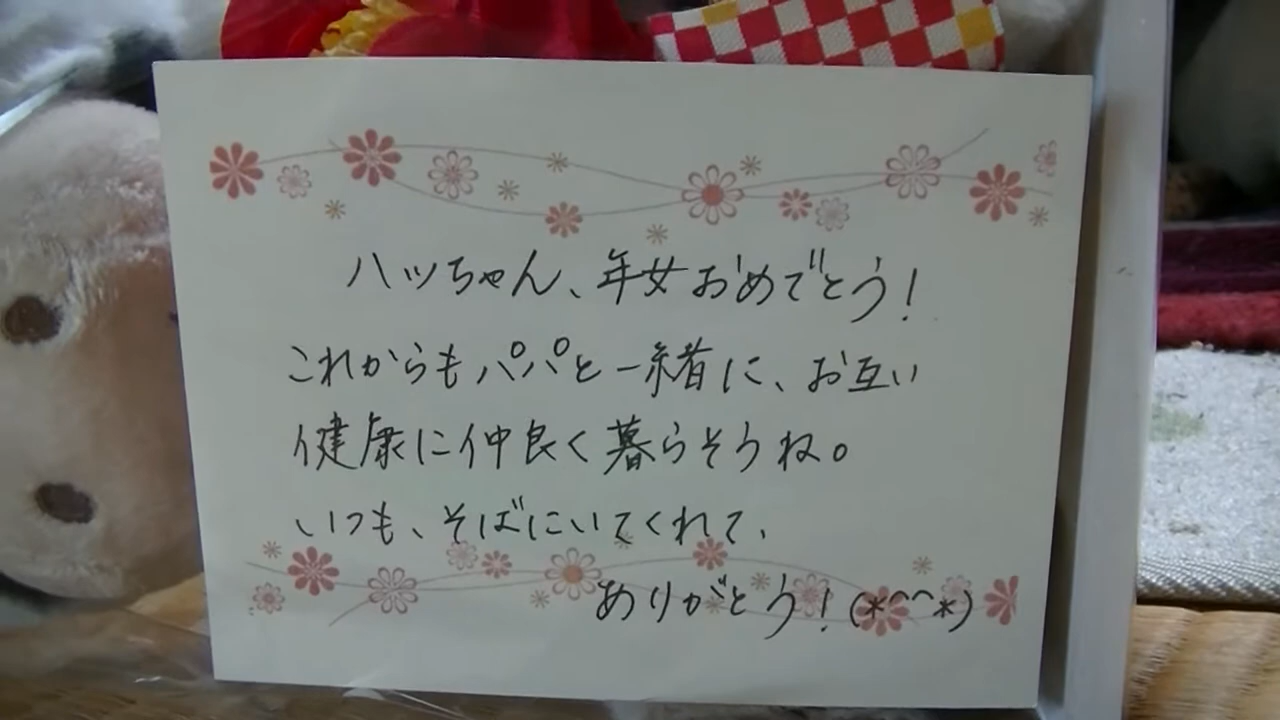 ハッちゃん、年女おめでとう!
これからもパパと一緒に、お互い
健康に仲良く暮らそうね。
いつも、そばにいてくれて、
ありがとう!(*^^*)